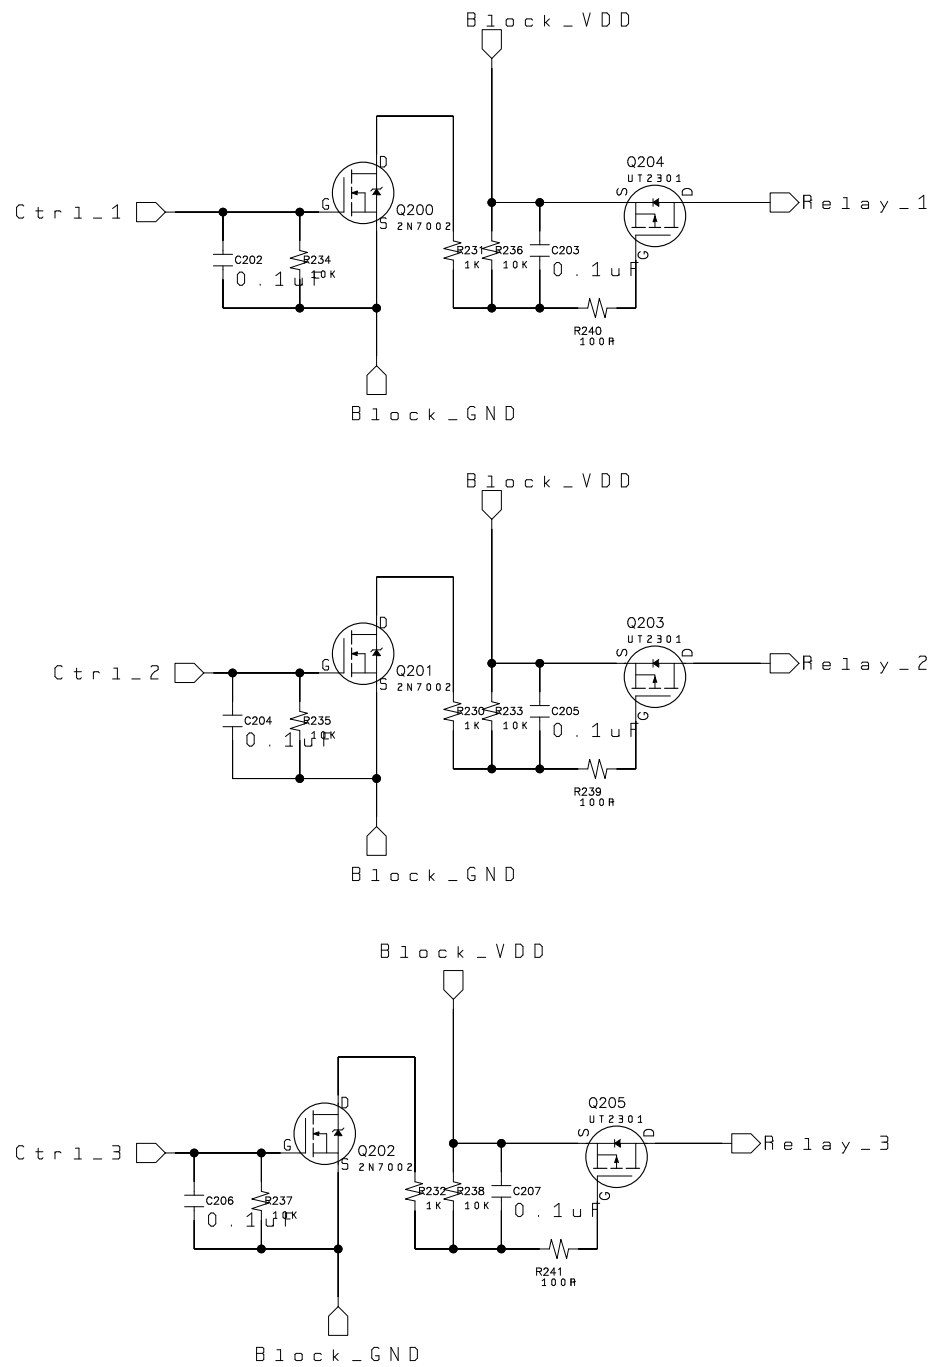 Block_VDD
Q204
UT2301
D
S
D
Ctrl_1
G
Q200
Relay_1
S
2N7002
G
C202
R234
R231
R236
C203
0.1uF
10K
1K
10K
0.1uF
R240
100R
Block_GND
Block_VDD
Q203
UT2301
D
S
D
Ctrl_2
G
Q201
Relay_2
S
2N7002
G
C204
R235
R230
R233
C205
0.1uF
10K
1K
10K
0.1uF
R239
100R
Block_GND
Block_VDD
Q205
UT2301
D
S
D
Ctrl_3
G
Q202
Relay_3
S
2N7002
G
C206
R237
R232
R238
C207
0.1uF
10K
1K
10K
0.1uF
R241
100R
Block_GND